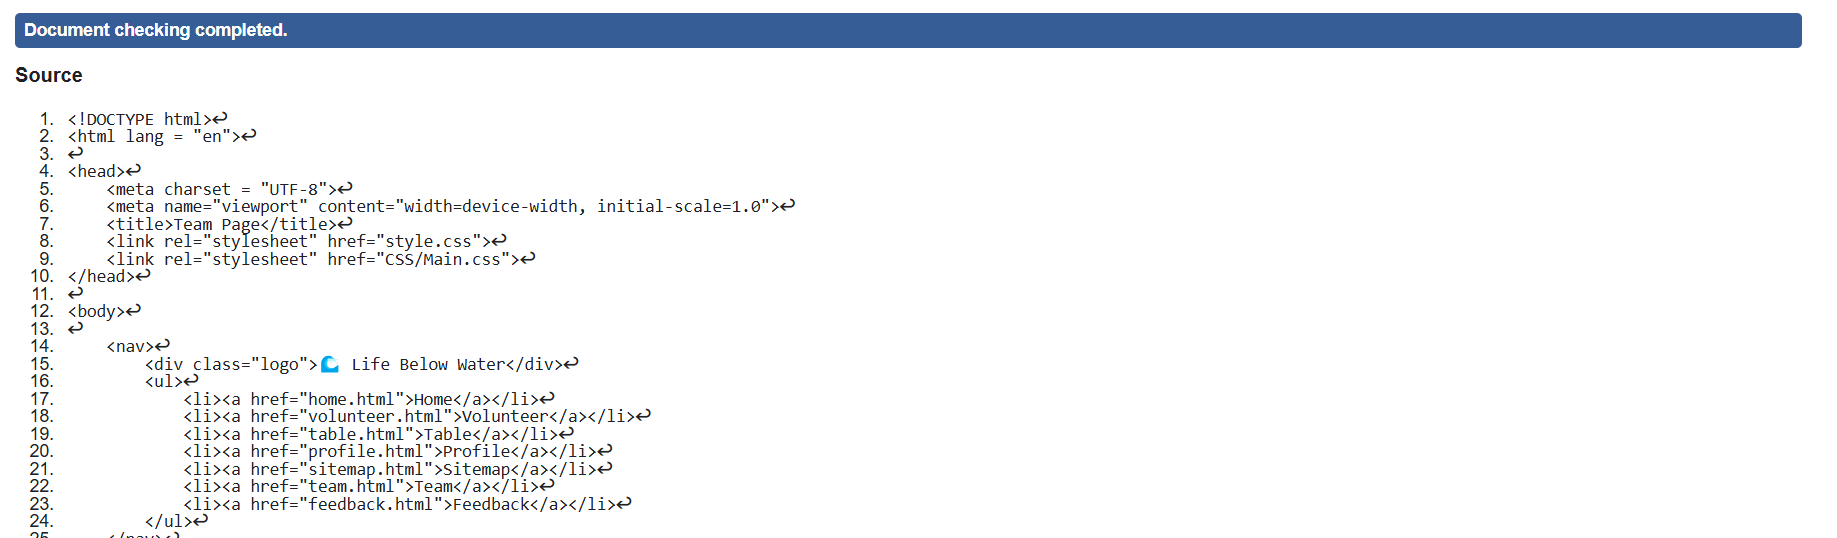 Document checking completed.
Source
1. <!DOCTYPE html>↩
2. <html lang = "en">↩
3. ↩
4. <head>↩
5.     <meta charset = "UTF-8">↩
6.     <meta name="viewport" content="width=device-width, initial-scale=1.0">↩
7.     <title>Team Page</title>↩
8.     <link rel="stylesheet" href="style.css">↩
9.     <link rel="stylesheet" href="CSS/Main.css">↩
10. </head>↩
11. ↩
12. <body>↩
13. ↩
14.     <nav>↩
15.         <div class="logo">🌊 Life Below Water</div>↩
16.         <ul>↩
17.             <li><a href="home.html">Home</a></li>↩
18.             <li><a href="volunteer.html">Volunteer</a></li>↩
19.             <li><a href="table.html">Table</a></li>↩
20.             <li><a href="profile.html">Profile</a></li>↩
21.             <li><a href="sitemap.html">Sitemap</a></li>↩
22.             <li><a href="team.html">Team</a></li>↩
23.             <li><a href="feedback.html">Feedback</a></li>↩
24.         </ul>↩
25.     </nav>↩